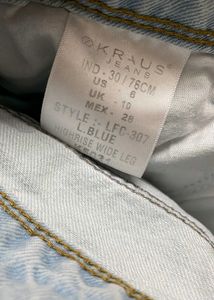 KRAUS
JEANS
IND-30/76CM
US 6
UK 10
MEX 28
STYLE: LFC-307
L.BLUE
HIGHRISE WIDE LEG